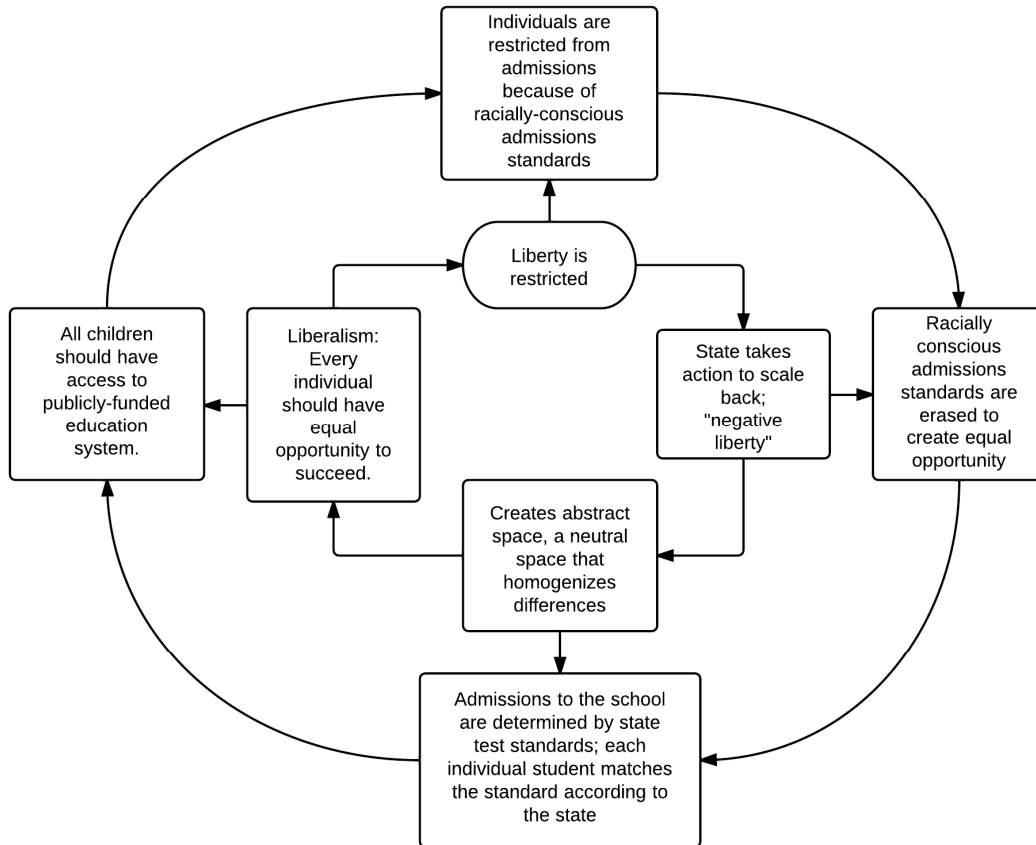 Individuals are
restricted from
admissions
because of
racially-conscious
admissions
standards
Liberty is
restricted
All children
should have
access to
publicly-funded
education
system.
Liberalism:
Every
individual
should have
equal
opportunity to
succeed.
State takes
action to scale
back;
"negative
liberty"
Racially
conscious
admissions
standards are
erased to
create equal
opportunity
Creates abstract
space, a neutral
space that
homogenizes
differences
Admissions to the school
are determined by state
test standards; each
individual student matches
the standard according to
the state